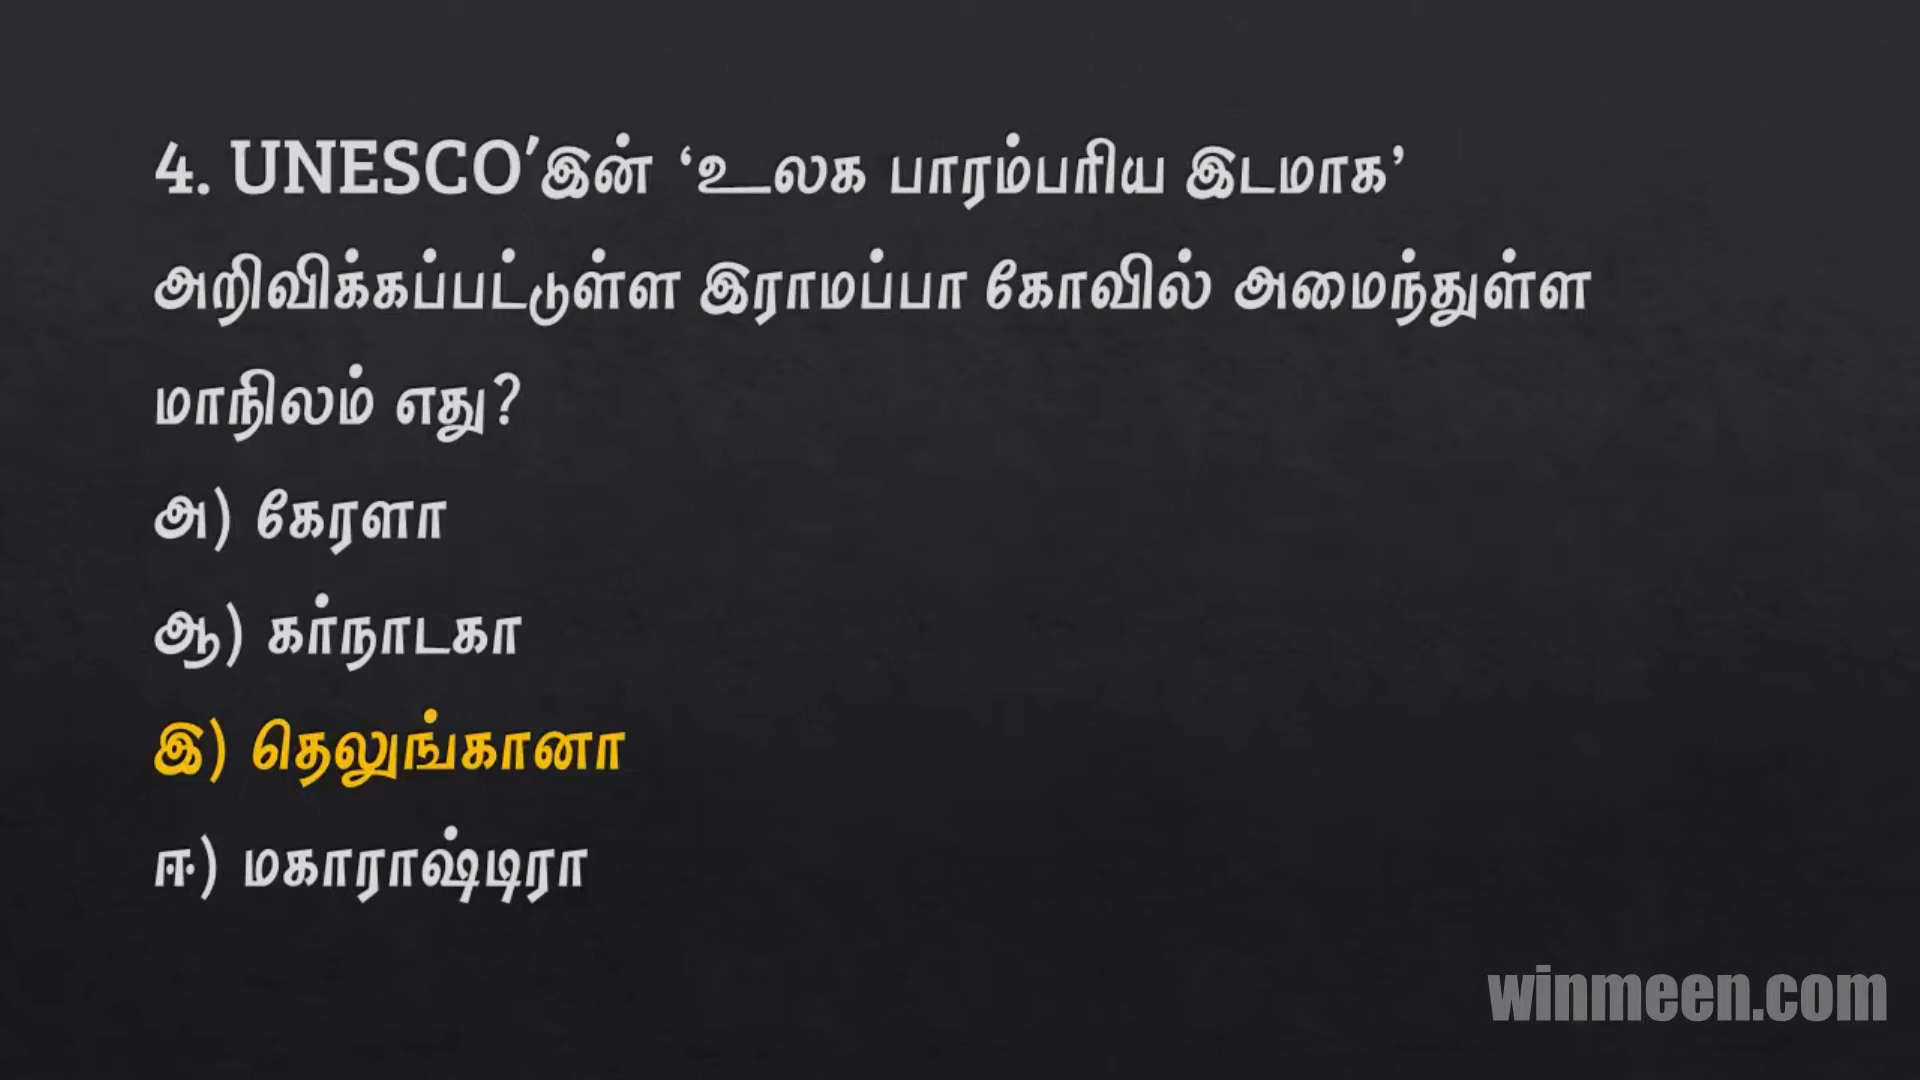 4. UNESCO’இன் ‘உலக பாரம்பரிய இடமாக’
அறிவிக்கப்பட்டுள்ள இராமப்பா கோவில் அமைந்துள்ள
மாநிலம் எது?
அ) கேரளா
ஆ) கர்நாடகா
இ) தெலுங்கானா
ஈ) மகாராஷ்டிரா
winmeen.com